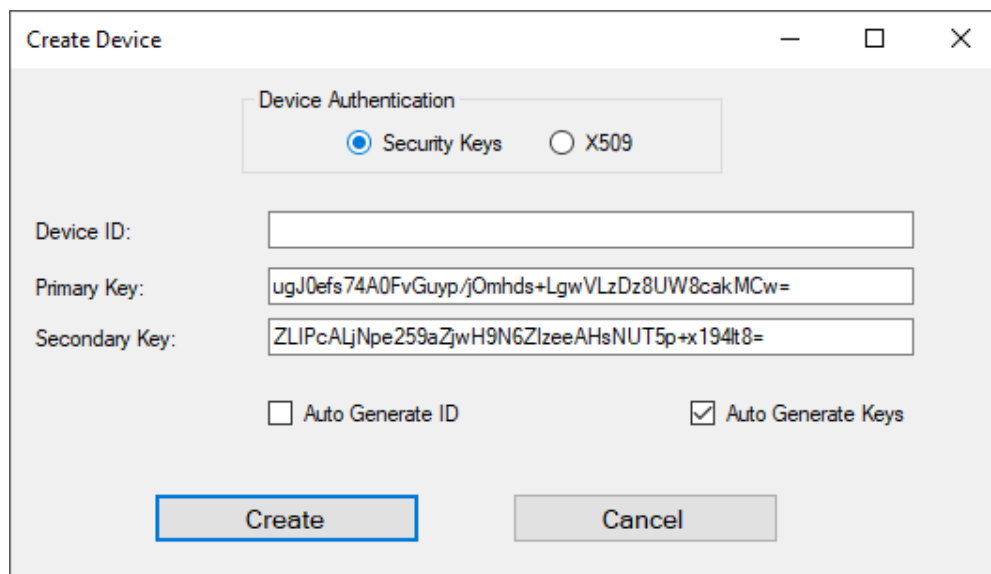 Create Device
Device Authentication
Security Keys X509
Device ID:
Primary Key: ugJ0efs74A0FvGuyp/jOmhds+LgwVLzDz8UW8cakMCw=
Secondary Key: ZLIPcALjNpe259aZjwH9N6ZIzeeAHsNUT5p+x194lt8=
Auto Generate ID Auto Generate Keys
Create Cancel